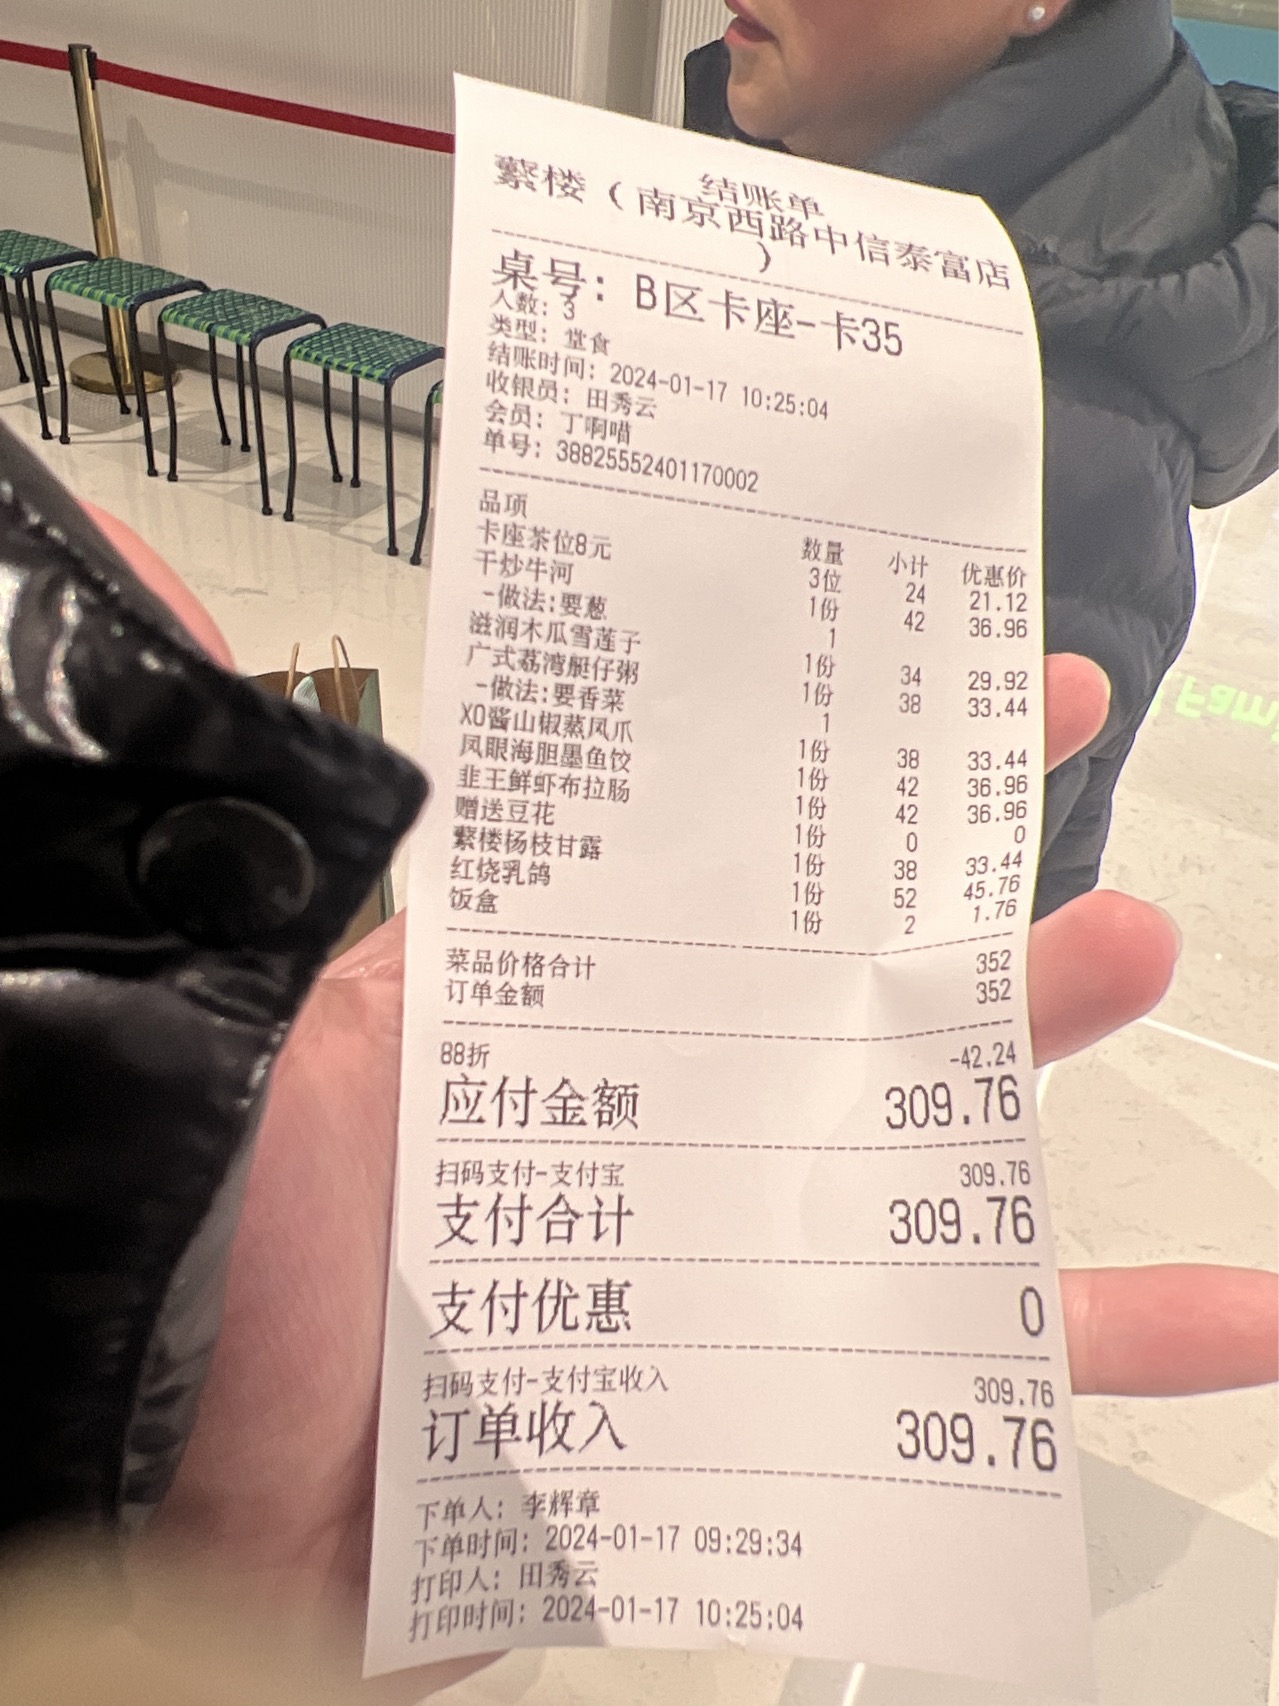 结账单
蘩楼（南京西路中信泰富店
）
桌号: B区卡座-卡35
人数: 3
类型: 堂食
结账时间: 2024-01-17 10:25:04
收银员: 田秀云
会员: 丁啊喵
单号: 38825552401170002
品项 数量 小计 优惠价
卡座茶位8元 3位 24 21.12
干炒牛河 1份 42 36.96
-做法:要葱 1
滋润木瓜雪莲子 1份 34 29.92
广式荔湾艇仔粥 1份 38 33.44
-做法:要香菜 1
XO酱山椒蒸凤爪 1份 38 33.44
凤眼海胆墨鱼饺 1份 42 36.96
韭王鲜虾布拉肠 1份 42 36.96
赠送豆花 1份 0 0
蘩楼杨枝甘露 1份 38 33.44
红烧乳鸽 1份 52 45.76
饭盒 1份 2 1.76
菜品价格合计 352
订单金额 352
88折 -42.24
应付金额 309.76
扫码支付-支付宝 309.76
支付合计 309.76
支付优惠 0
扫码支付-支付宝收入 309.76
订单收入 309.76
下单人: 李辉章
下单时间: 2024-01-17 09:29:34
打印人: 田秀云
打印时间: 2024-01-17 10:25:04